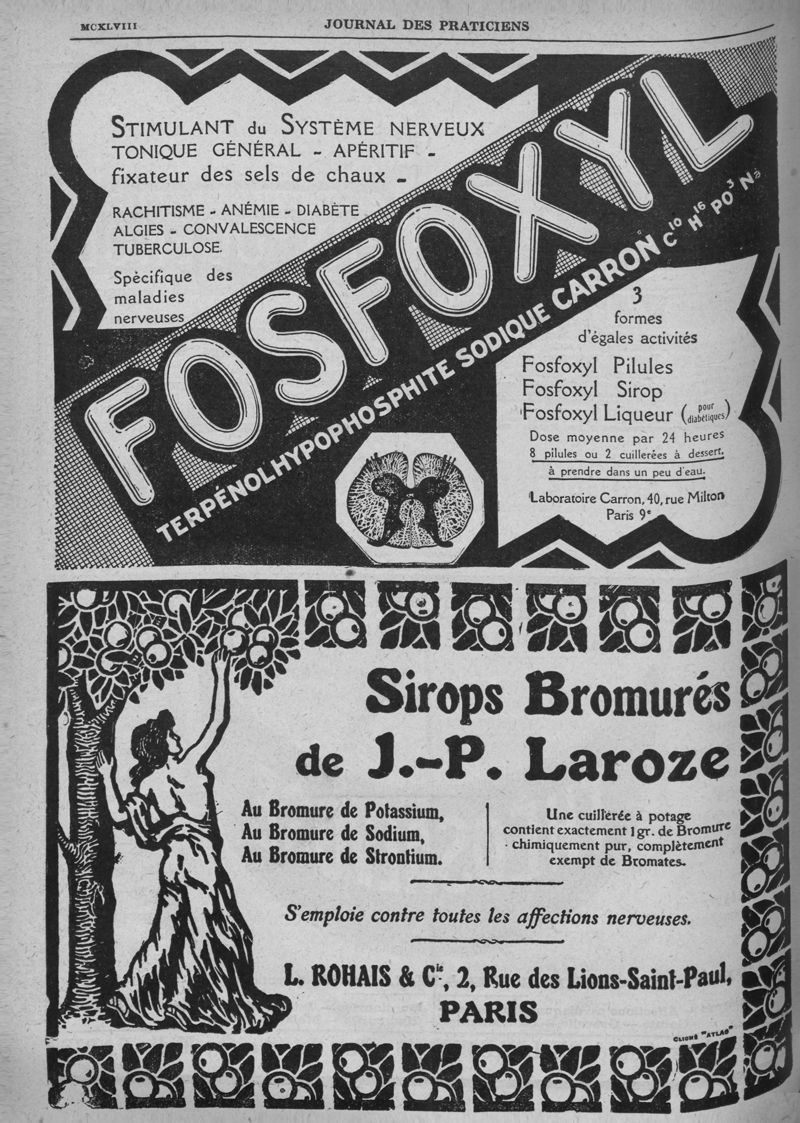 MCXLVIII
JOURNAL DES PRATICIENS
STIMULANT du SYSTÈME NERVEUX
TONIQUE GÉNÉRAL - APÉRITIF -
fixateur des sels de chaux -
RACHITISME - ANÉMIE - DIABÈTE
ALGIES - CONVALESCENCE
TUBERCULOSE.
Spècifique des
maladies
nerveuses
FOSFOXYL
TERPÉNOLHYPOPHOSPHITE SODIQUE CARRON C¹⁰ H¹⁶ PO³ Na
3
formes
d'égales activités
Fosfoxyl Pilules
Fosfoxyl Sirop
Fosfoxyl Liqueur (pour diabétiques)
Dose moyenne par 24 heures
8 pilules ou 2 cuillerées à dessert.
à prendre dans un peu d'eau.
Laboratoire Carron, 40, rue Milton
Paris 9ᵉ
Sirops Bromurés
de J.-P. Laroze
Au Bromure de Potassium,
Au Bromure de Sodium,
Au Bromure de Strontium.
Une cuillerée à potage
contient exactement 1 gr. de Bromure
chimiquement pur, complètement
exempt de Bromates.
S'emploie contre toutes les affections nerveuses.
L. ROHAIS & Cⁱᵉ, 2, Rue des Lions-Saint-Paul,
PARIS
CLICHÉ "ATLAS"